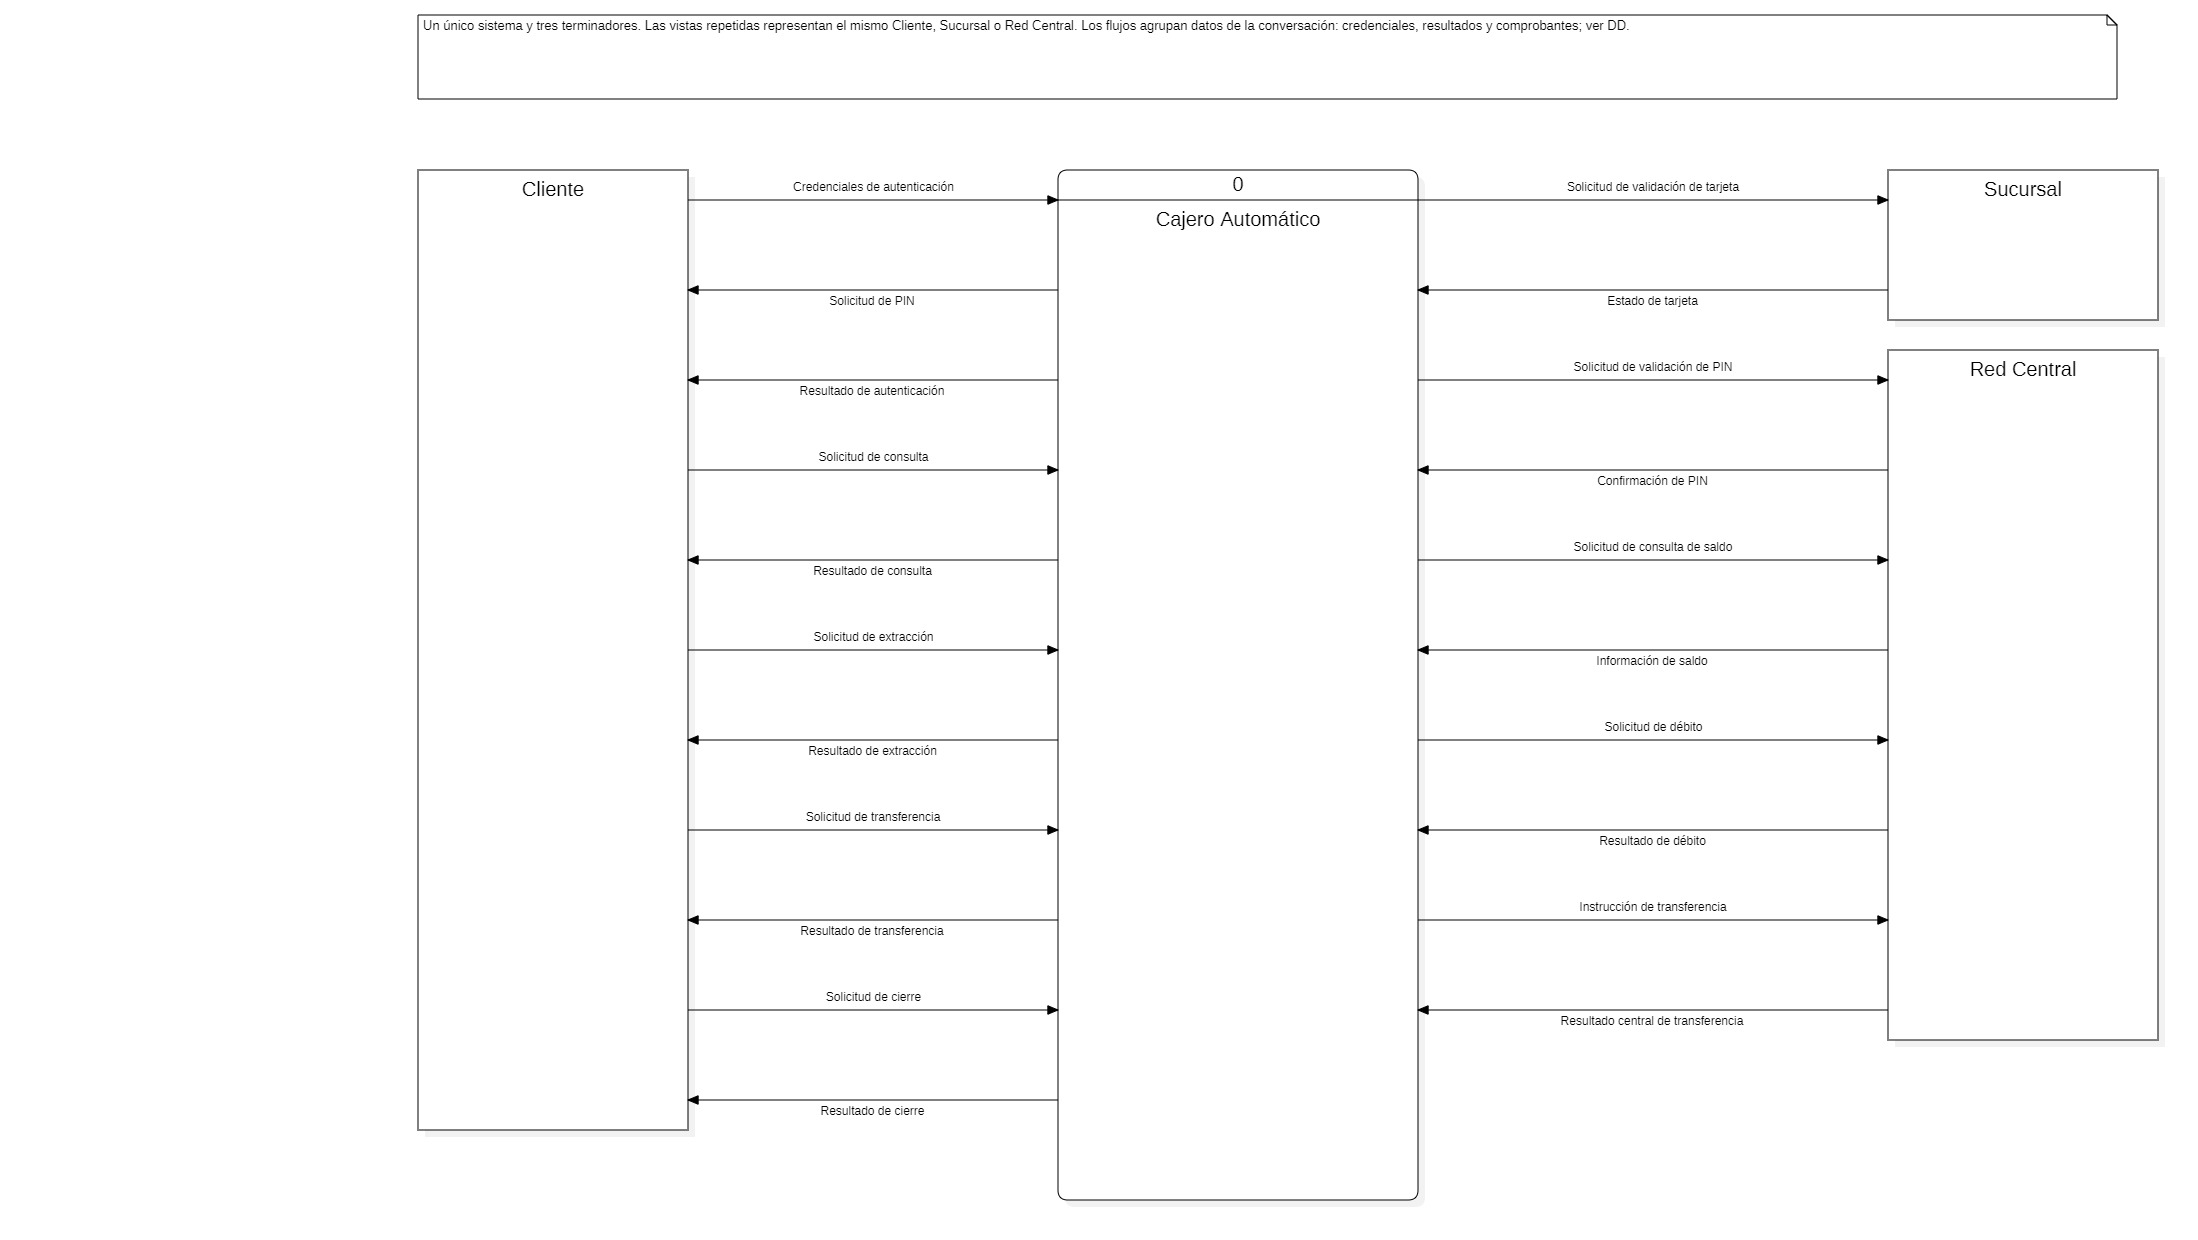 Un único sistema y tres terminadores. Las vistas repetidas representan el mismo Cliente, Sucursal o Red Central. Los flujos agrupan datos de la conversación: credenciales, resultados y comprobantes; ver DD.
Cliente
0
Cajero Automático
Sucursal
Red Central
Credenciales de autenticación
Solicitud de PIN
Resultado de autenticación
Solicitud de consulta
Resultado de consulta
Solicitud de extracción
Resultado de extracción
Solicitud de transferencia
Resultado de transferencia
Solicitud de cierre
Resultado de cierre
Solicitud de validación de tarjeta
Estado de tarjeta
Solicitud de validación de PIN
Confirmación de PIN
Solicitud de consulta de saldo
Información de saldo
Solicitud de débito
Resultado de débito
Instrucción de transferencia
Resultado central de transferencia